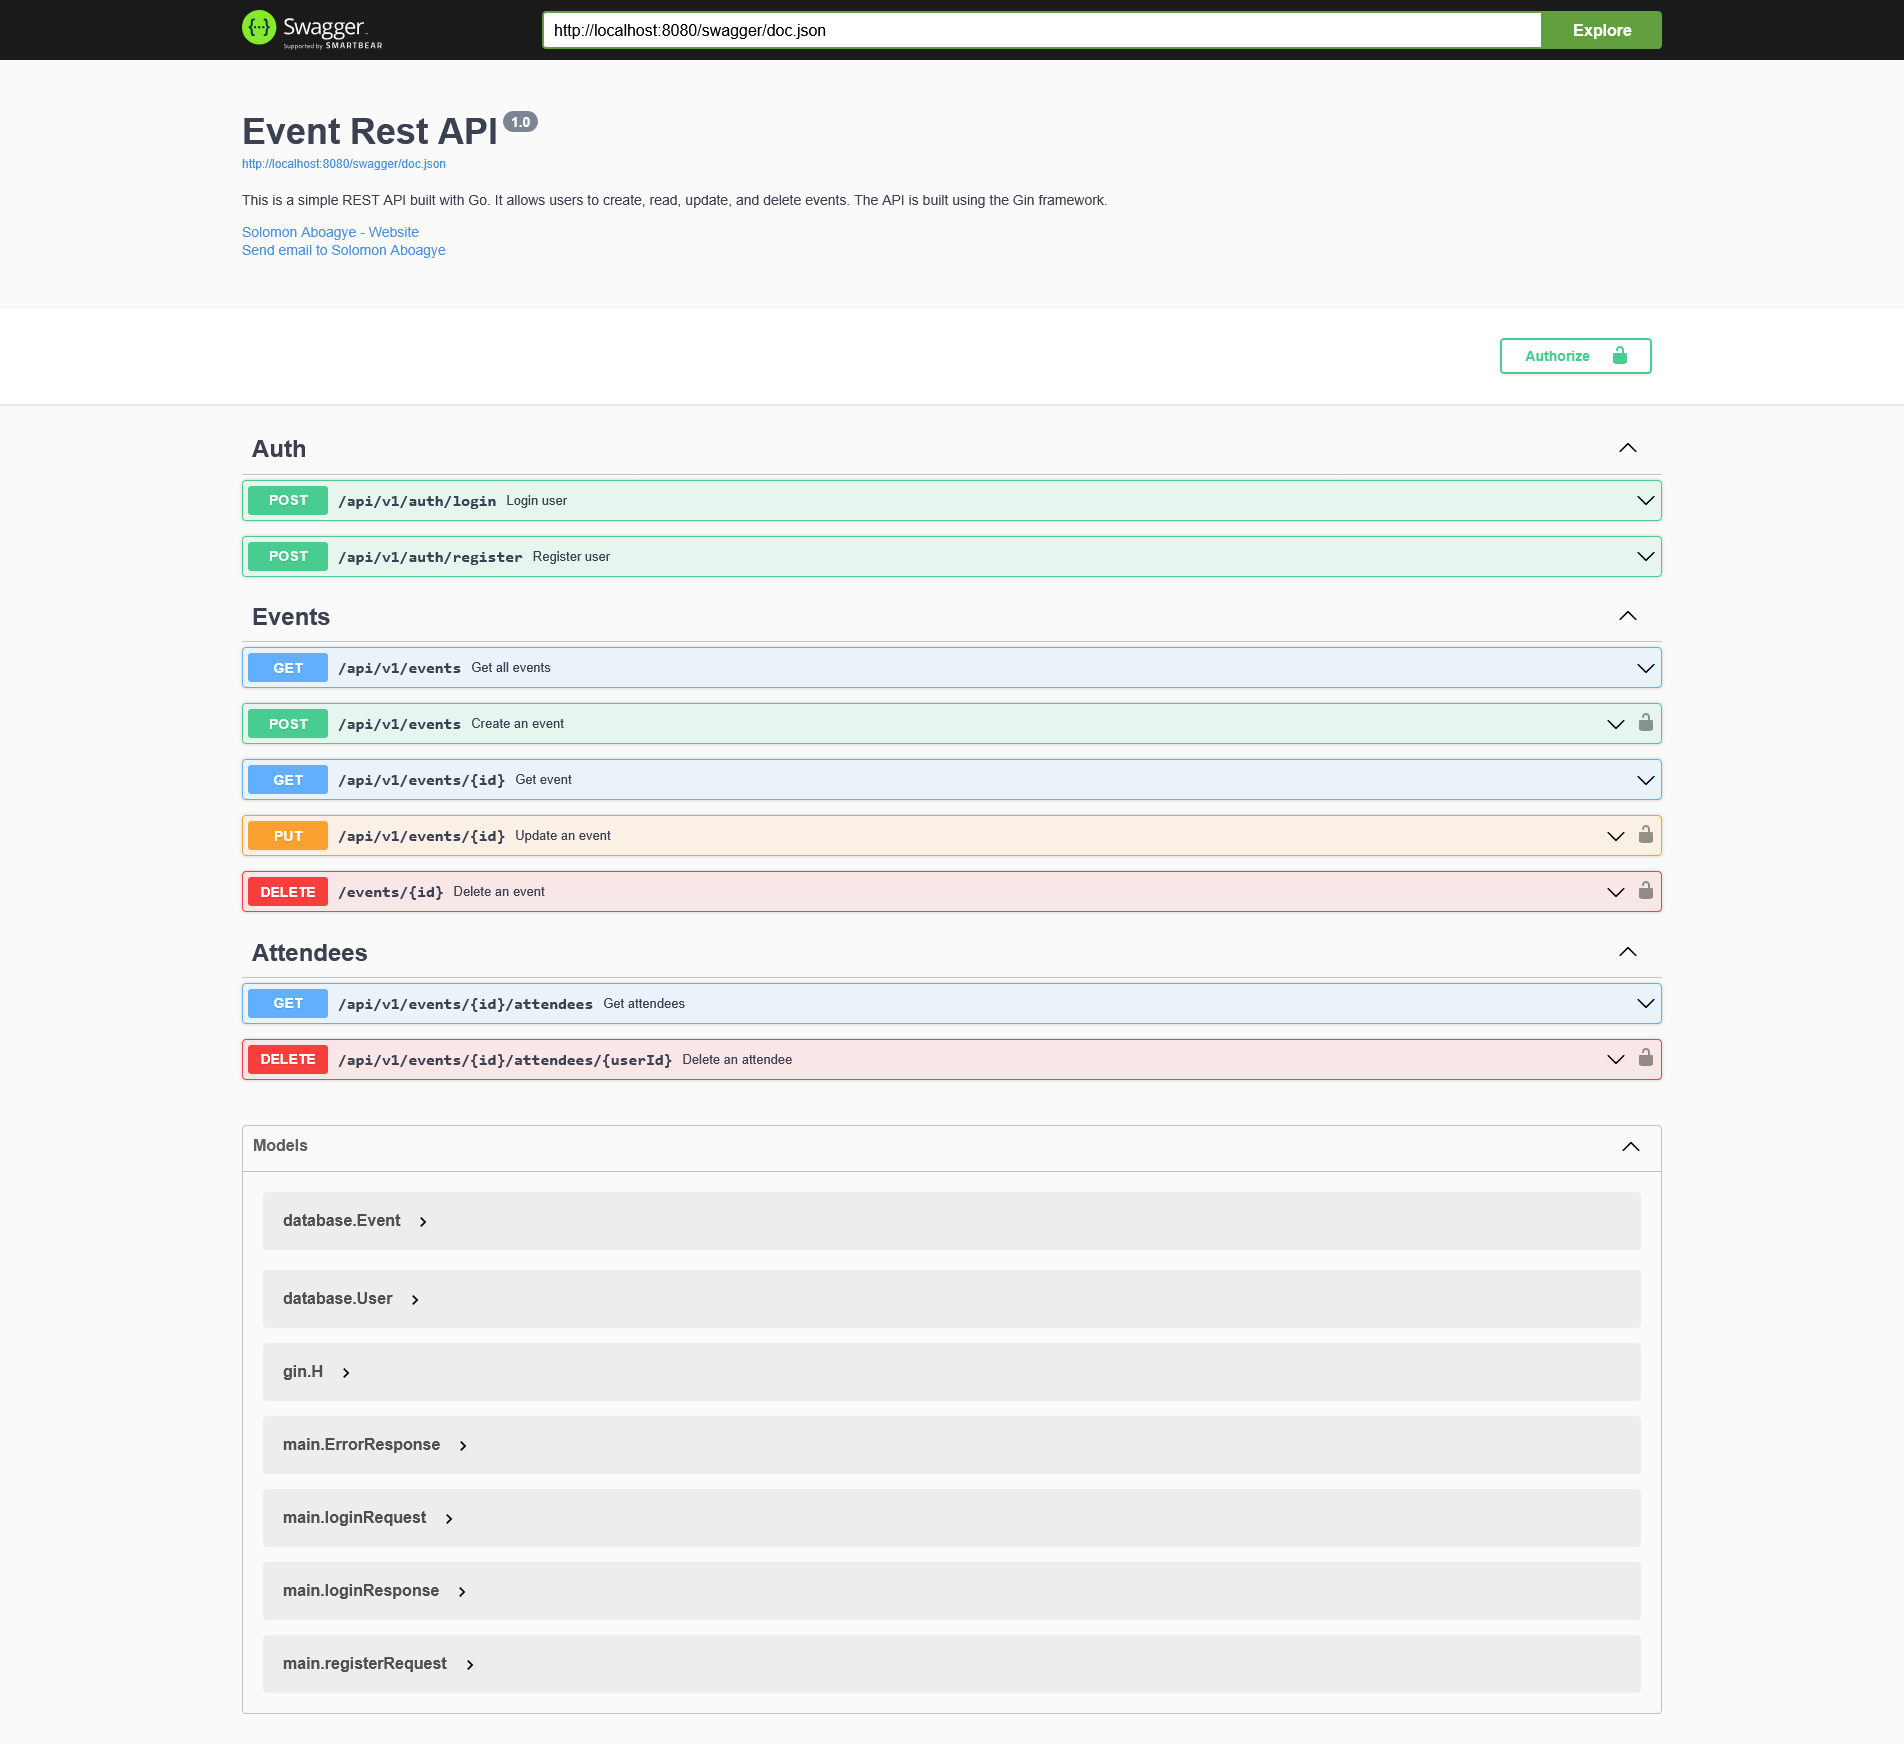 Swagger
Supported by SMARTBEAR
http://localhost:8080/swagger/doc.json
Explore
Event Rest API 1.0
http://localhost:8080/swagger/doc.json
This is a simple REST API built with Go. It allows users to create, read, update, and delete events. The API is built using the Gin framework.
Solomon Aboagye - Website
Send email to Solomon Aboagye
Authorize
Auth
POST /api/v1/auth/login Login user
POST /api/v1/auth/register Register user
Events
GET /api/v1/events Get all events
POST /api/v1/events Create an event
GET /api/v1/events/{id} Get event
PUT /api/v1/events/{id} Update an event
DELETE /events/{id} Delete an event
Attendees
GET /api/v1/events/{id}/attendees Get attendees
DELETE /api/v1/events/{id}/attendees/{userId} Delete an attendee
Models
database.Event
database.User
gin.H
main.ErrorResponse
main.loginRequest
main.loginResponse
main.registerRequest